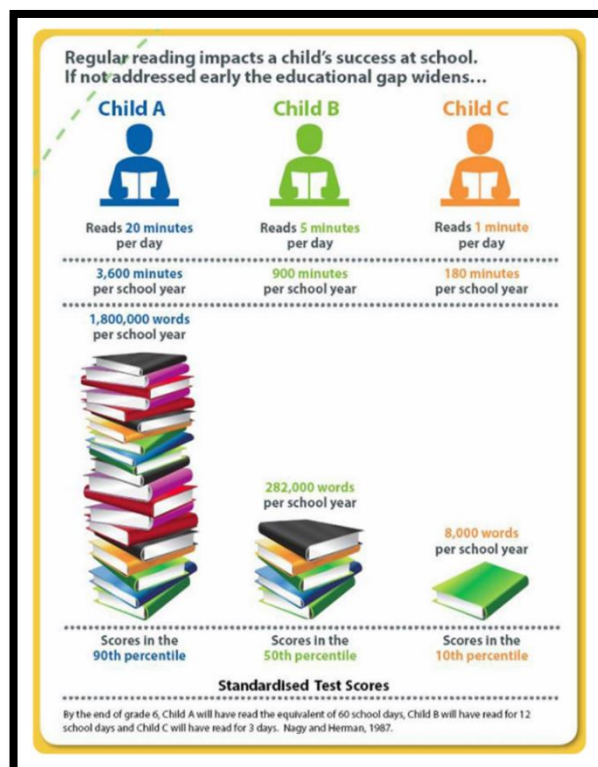 Regular reading impacts a child's success at school.
If not addressed early the educational gap widens...
Child A
Child B
Child C
Reads 20 minutes
per day
Reads 5 minutes
per day
Reads 1 minute
per day
3,600 minutes
per school year
900 minutes
per school year
180 minutes
per school year
1,800,000 words
per school year
282,000 words
per school year
8,000 words
per school year
Scores in the
90th percentile
Scores in the
50th percentile
Scores in the
10th percentile
Standardised Test Scores
By the end of grade 6, Child A will have read the equivalent of 60 school days, Child B will have read for 12
school days and Child C will have read for 3 days. Nagy and Herman, 1987.